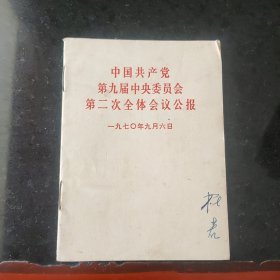 中国共产党
第九届中央委员会
第二次全体会议公报
一九七〇年九月六日